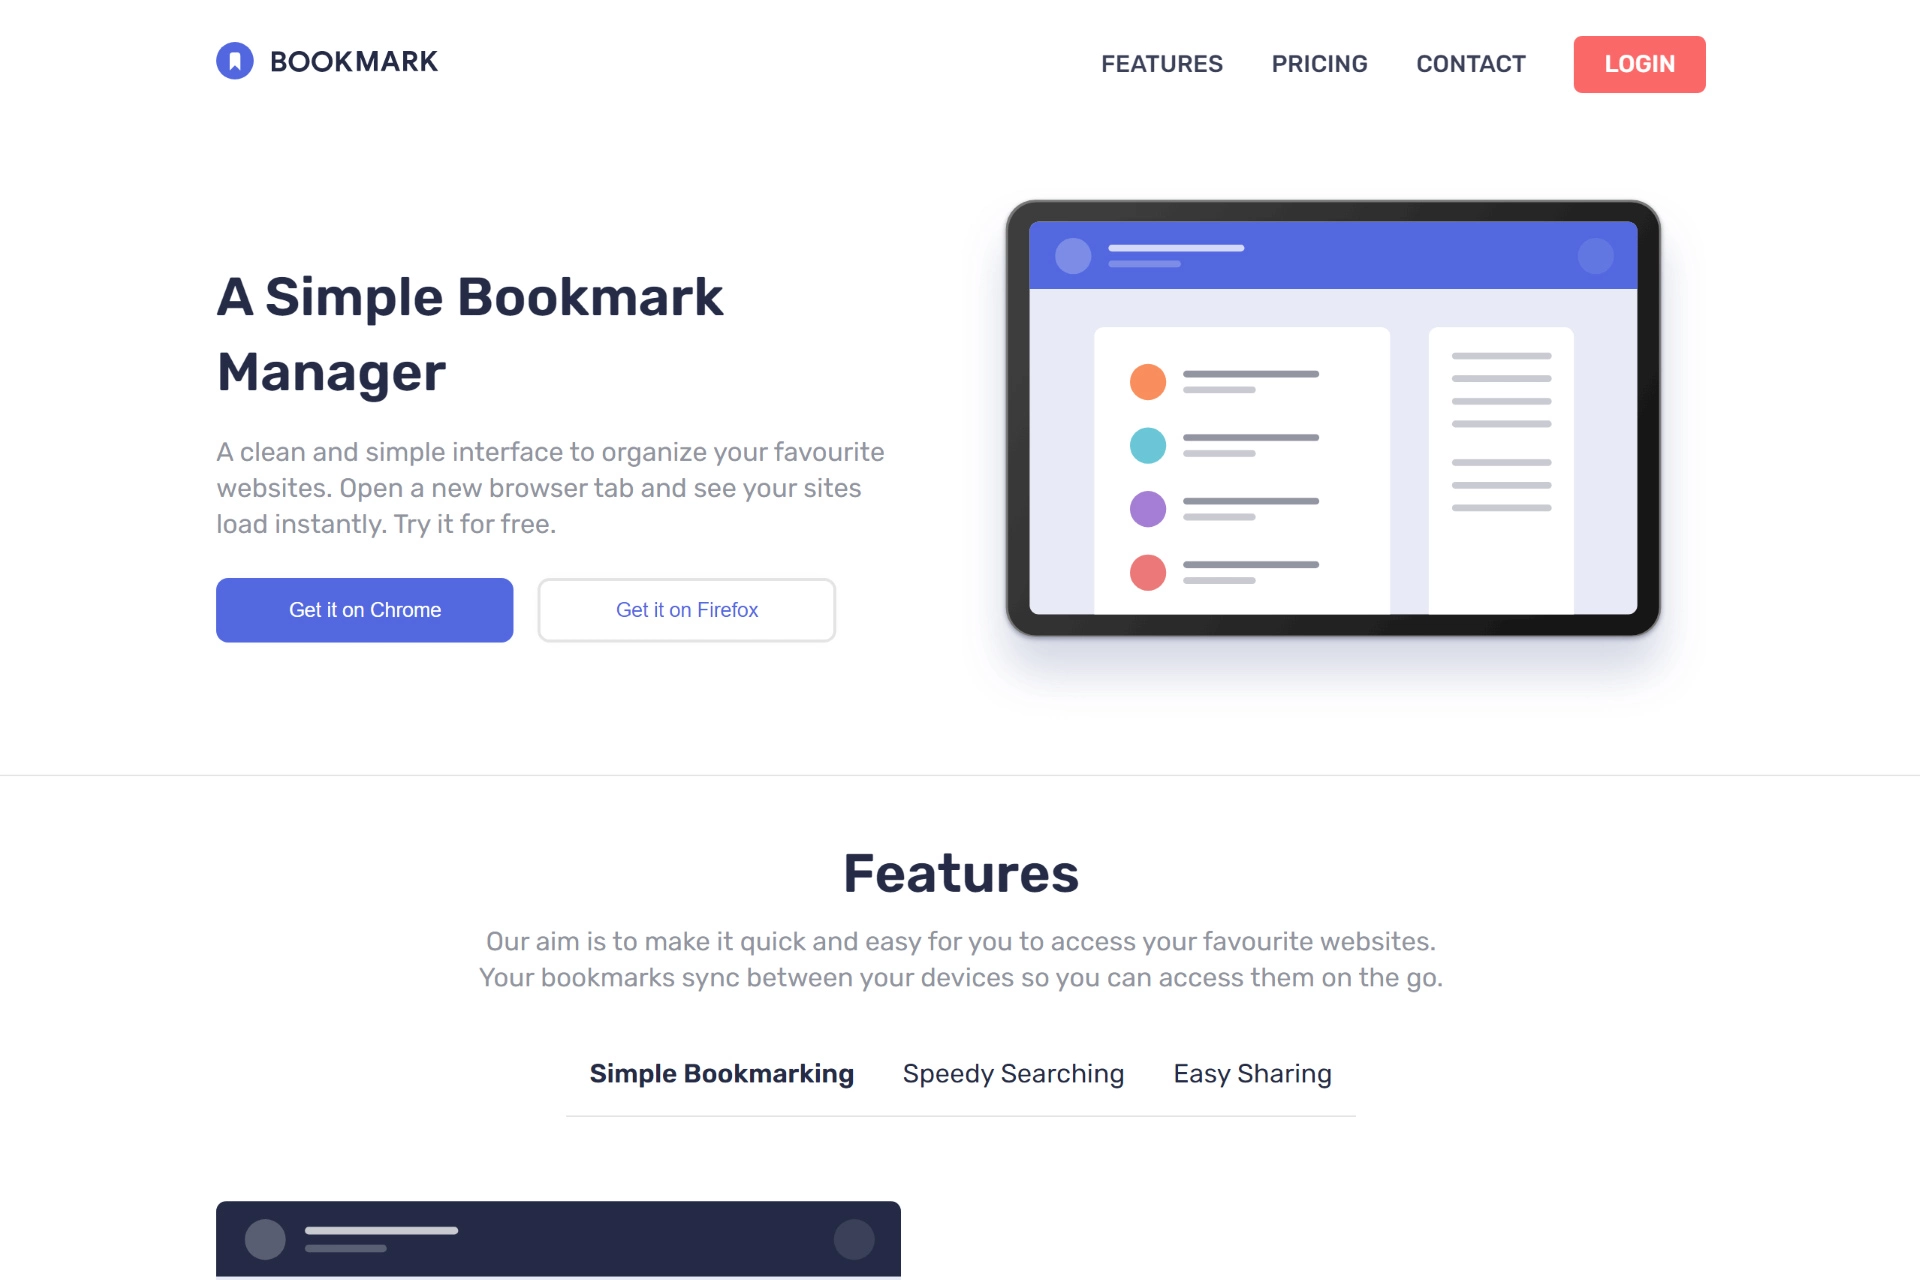 BOOKMARK
FEATURES
PRICING
CONTACT
LOGIN
A Simple Bookmark
Manager
A clean and simple interface to organize your favourite
websites. Open a new browser tab and see your sites
load instantly. Try it for free.
Get it on Chrome
Get it on Firefox
Features
Our aim is to make it quick and easy for you to access your favourite websites.
Your bookmarks sync between your devices so you can access them on the go.
Simple Bookmarking
Speedy Searching
Easy Sharing